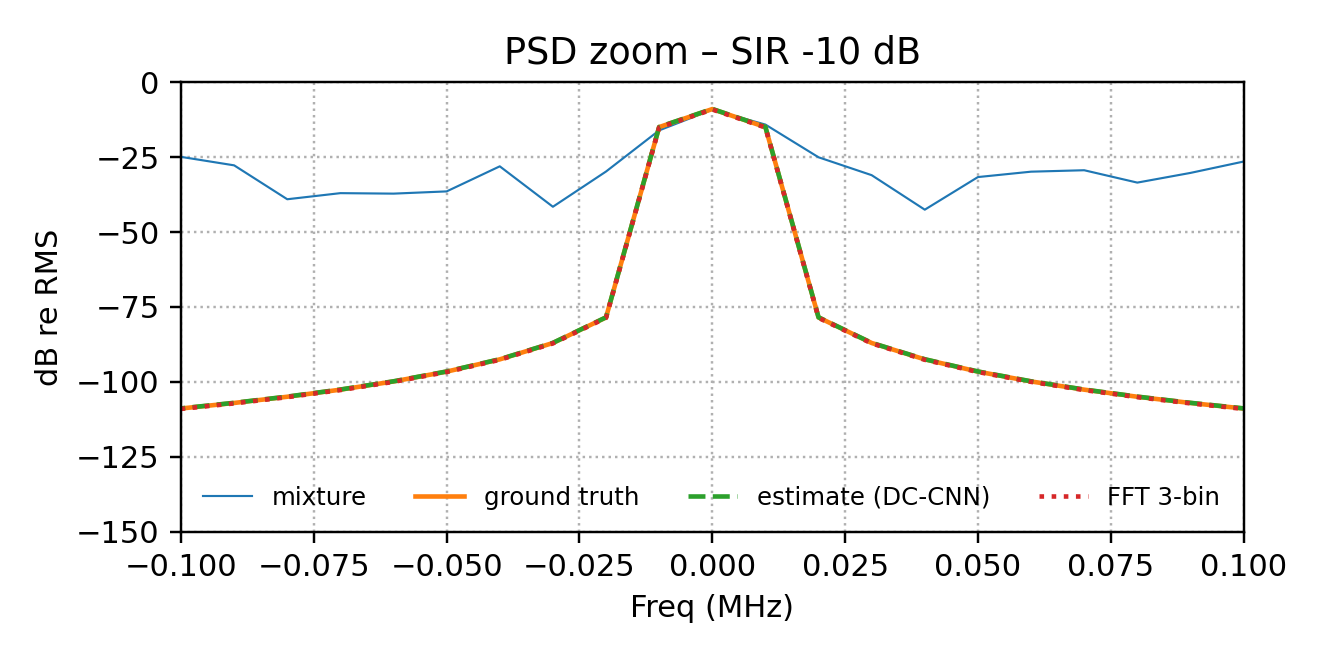 PSD zoom – SIR -10 dB
0
−25
−50
−75
−100
−125
−150
dB re RMS
mixture ground truth estimate (DC-CNN) FFT 3-bin
−0.100 −0.075 −0.050 −0.025 0.000 0.025 0.050 0.075 0.100
Freq (MHz)